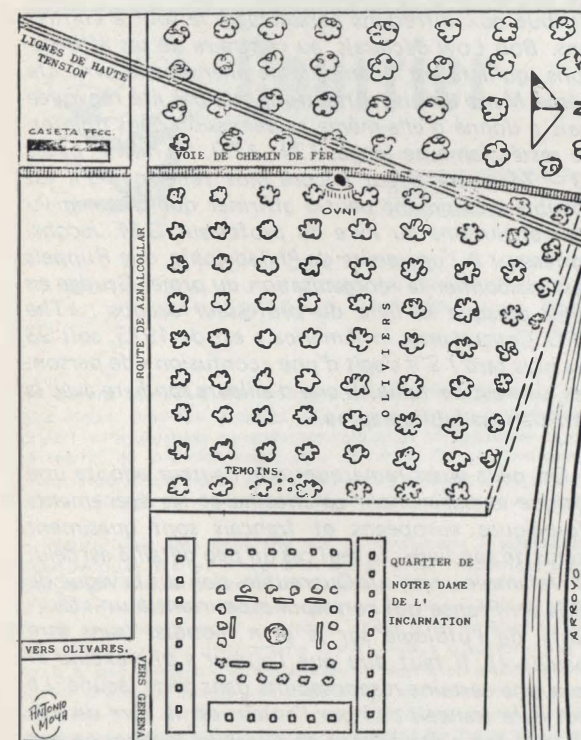 LIGNES DE HAUTE
TENSION
N
CASETA FFCC.
VOIE DE CHEMIN DE FER
OVNI
ROUTE DE AZNALCOLLAR
OLIVIERS
TEMOINS.
QUARTIER DE
NOTRE DAME
DE L'
INCARNATION
ARROYO
VERS OLIVARES.
VERS GERENA
ANTONIO
MOYA